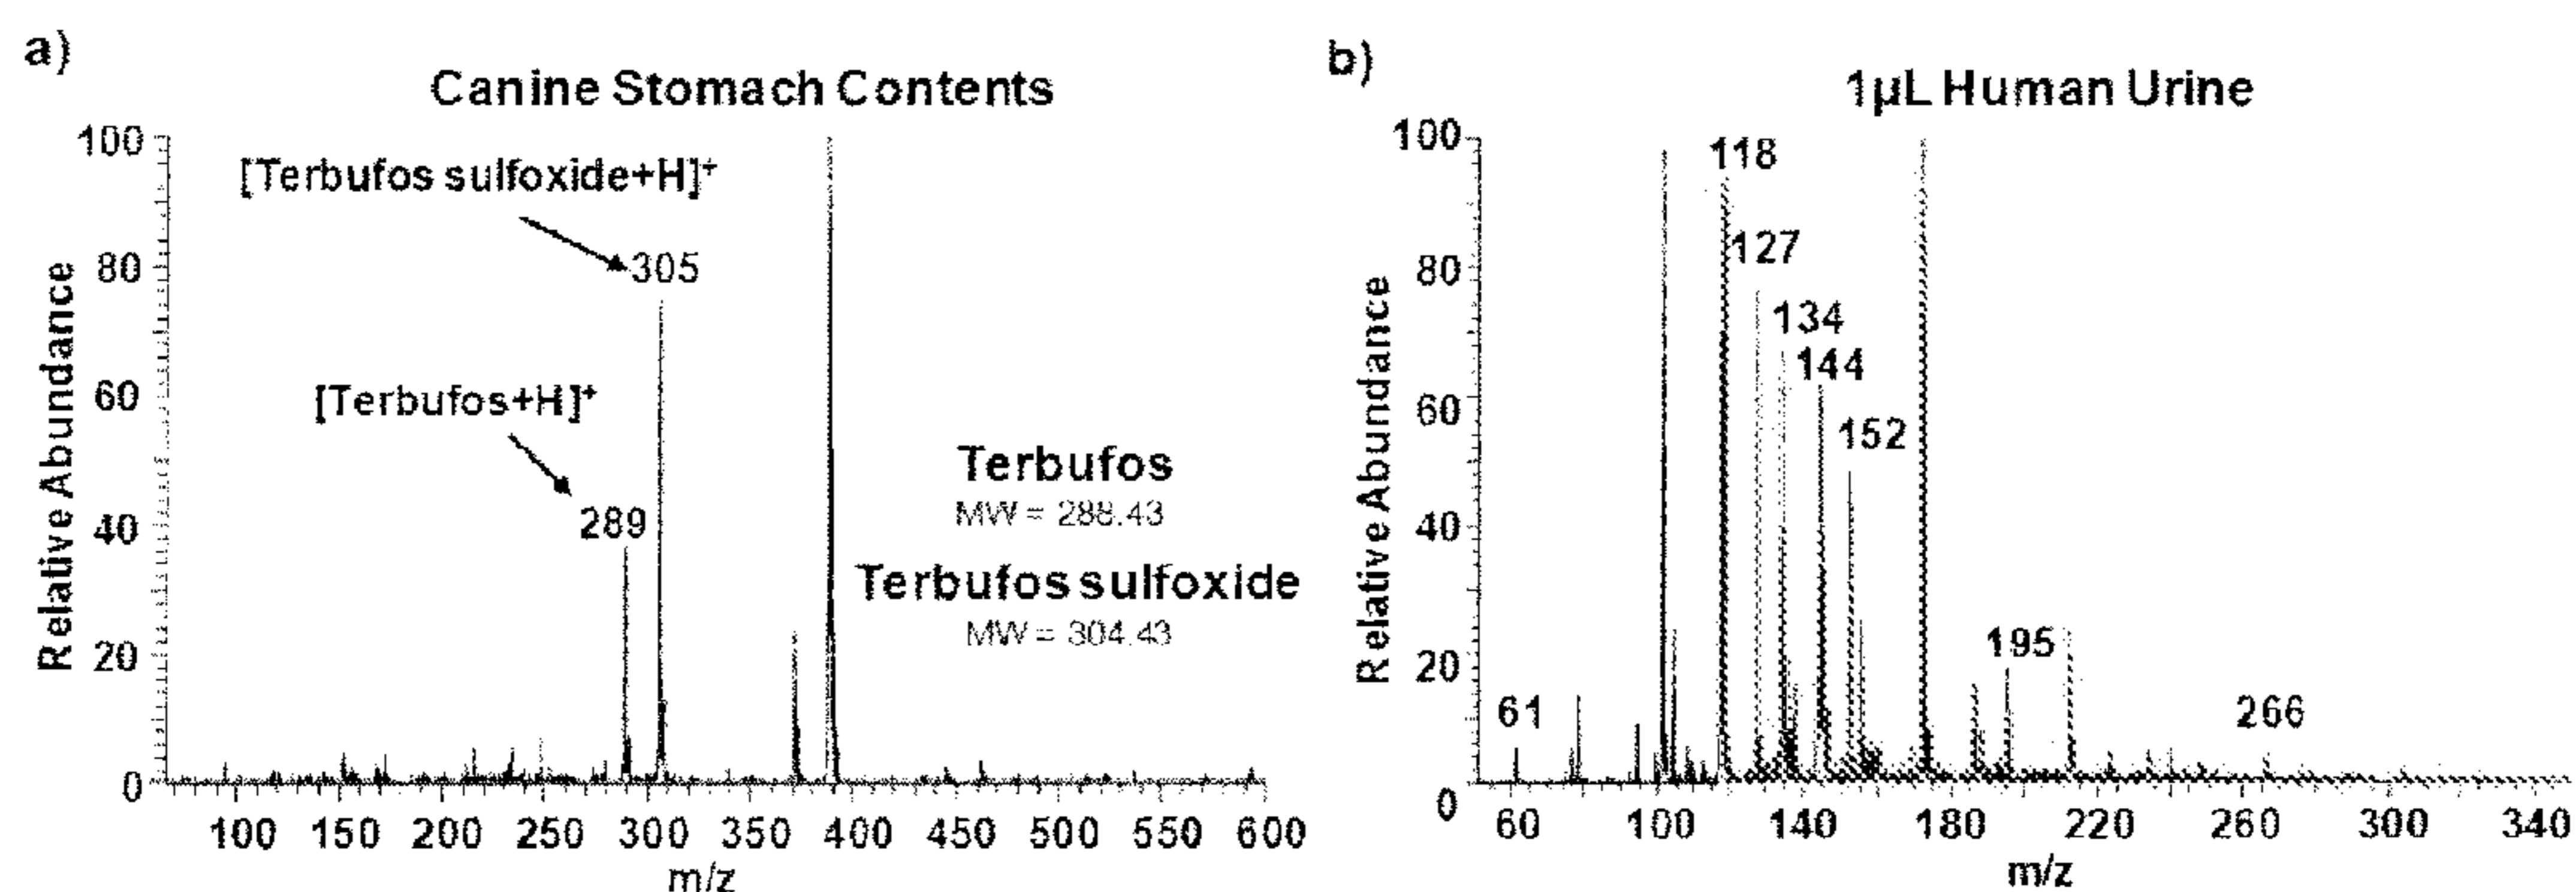 a)
Canine Stomach Contents
Relative Abundance
100
80
60
40
20
0
[Terbufos sulfoxide+H]+
305
[Terbufos+H]+
289
Terbufos
MW = 288.43
Terbufos sulfoxide
MW = 304.43
100 150 200 250 300 350 400 450 500 550 600
m/z
b)
1µL Human Urine
Relative Abundance
100
80
60
40
20
0
118
127
134
144
152
195
61
266
60 100 140 180 220 260 300 340
m/z